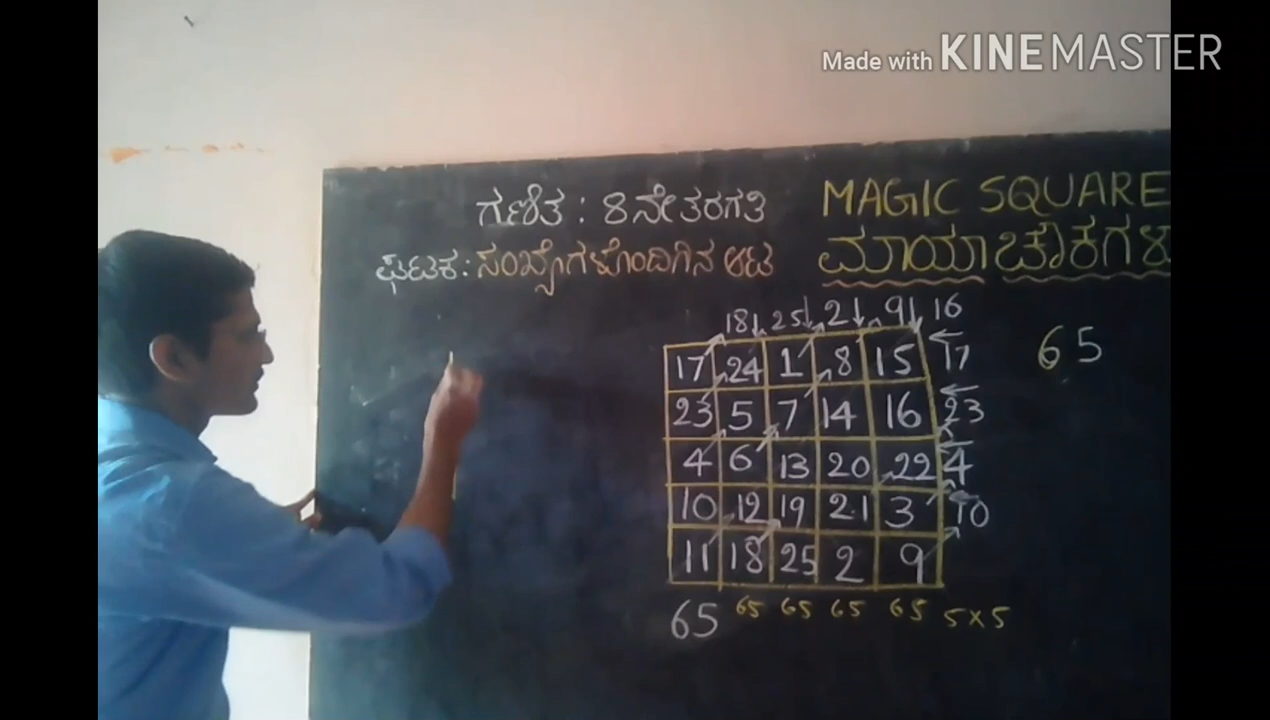 Made with KINEMASTER
ಗಣಿತ : 8ನೇ ತರಗತಿ MAGIC SQUARE
ಘಟಕ : ಸಂಖ್ಯೆಗಳೊಂದಿಗಿನ ಆಟ ಮಾಯಾ ಚೌಕಗಳ
18 25 2 9 16
17 24 1 8 15 17 65
23 5 7 14 16 23
4 6 13 20 22 4
10 12 19 21 3 10
11 18 25 2 9
65 65 65 65 65 5×5